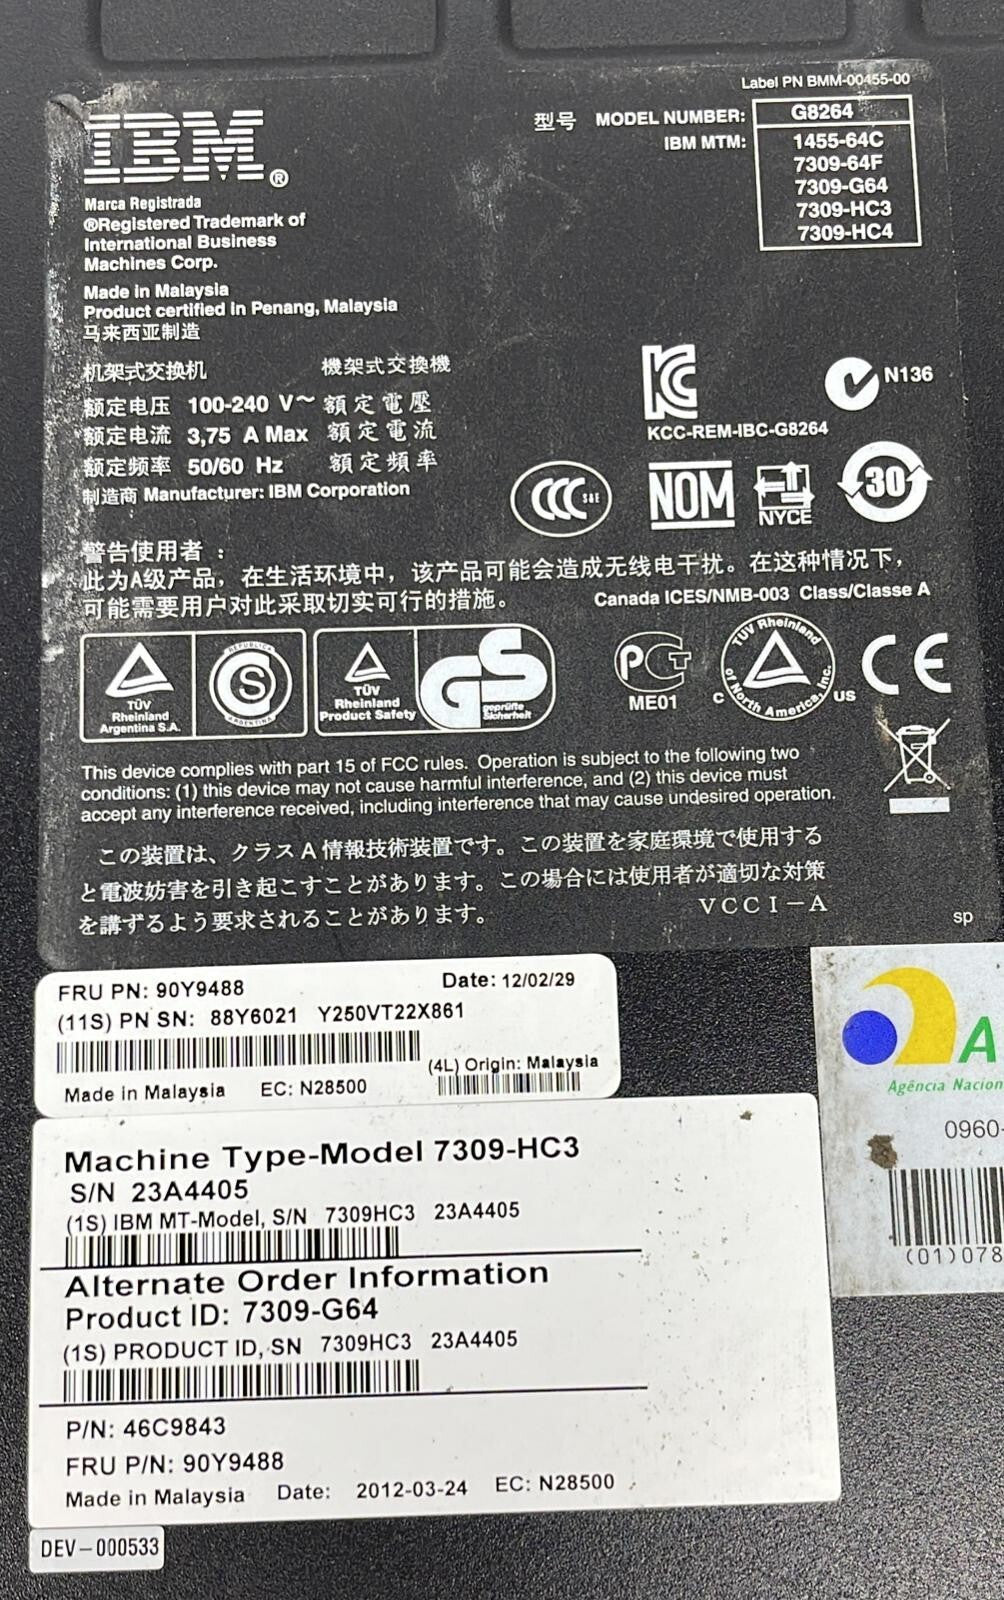 Label PN BMM-00455-00
IBM®
型号 MODEL NUMBER: G8264
IBM MTM: 1455-64C
7309-64F
7309-G64
7309-HC3
7309-HC4
Marca Registrada
®Registered Trademark of
International Business
Machines Corp.
Made in Malaysia
Product certified in Penang, Malaysia
马来西亚制造
机架式交换机 機架式交換機
额定电压 100-240 V~ 額定電壓
额定电流 3,75 A Max 額定電流
额定频率 50/60 Hz 額定頻率
制造商 Manufacturer: IBM Corporation
KC
KCC-REM-IBC-G8264
N136
CCC S&E
NOM
NYCE
30
警告使用者：
此为A级产品，在生活环境中，该产品可能会造成无线电干扰。在这种情况下，
可能需要用户对此采取切实可行的措施。
Canada ICES/NMB-003 Class/Classe A
TÜV
Rheinland
Argentina S.A.
REPUBLICA
S
ARGENTINA
TÜV
Rheinland
Product Safety
GS
geprüfte
Sicherheit
PCT
ME01
TÜV Rheinland
of North America, Inc.
C US
CE
This device complies with part 15 of FCC rules. Operation is subject to the following two
conditions: (1) this device may not cause harmful interference, and (2) this device must
accept any interference received, including interference that may cause undesired operation.
この装置は、クラスA情報技術装置です。この装置を家庭環境で使用する
と電波妨害を引き起こすことがあります。この場合には使用者が適切な対策
を講ずるよう要求されることがあります。
VCCI-A
sp
FRU PN: 90Y9488 Date: 12/02/29
(11S) PN SN: 88Y6021 Y250VT22X861
(4L) Origin: Malaysia
Made in Malaysia EC: N28500
A
Agência Nacion
0960-
(01)078
Machine Type-Model 7309-HC3
S/N 23A4405
(1S) IBM MT-Model, S/N 7309HC3 23A4405
Alternate Order Information
Product ID: 7309-G64
(1S) PRODUCT ID, SN 7309HC3 23A4405
P/N: 46C9843
FRU P/N: 90Y9488
Made in Malaysia Date: 2012-03-24 EC: N28500
DEV-000533